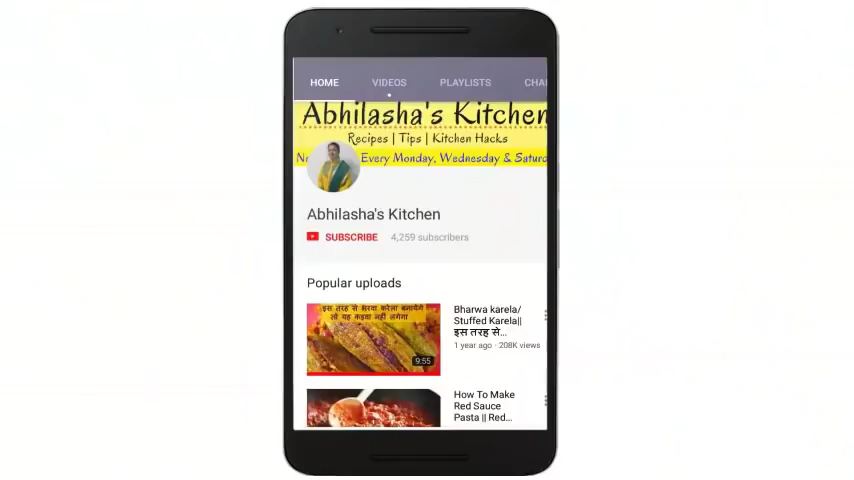 HOME VIDEOS PLAYLISTS
Abhilasha's Kitchen
Recipes | Tips | Kitchen Hacks
Every Monday, Wednesday &
Abhilasha's Kitchen
SUBSCRIBE 4,259 subscribers
Popular uploads
इस तरह से भरवा करेला बनायेंगे
तो यह कड़वा नहीं लगेगा
9:55
Bharwa karela/
Stuffed Karela||
इस तरह से...
1 year ago · 208K views
How To Make
Red Sauce
Pasta || Red...